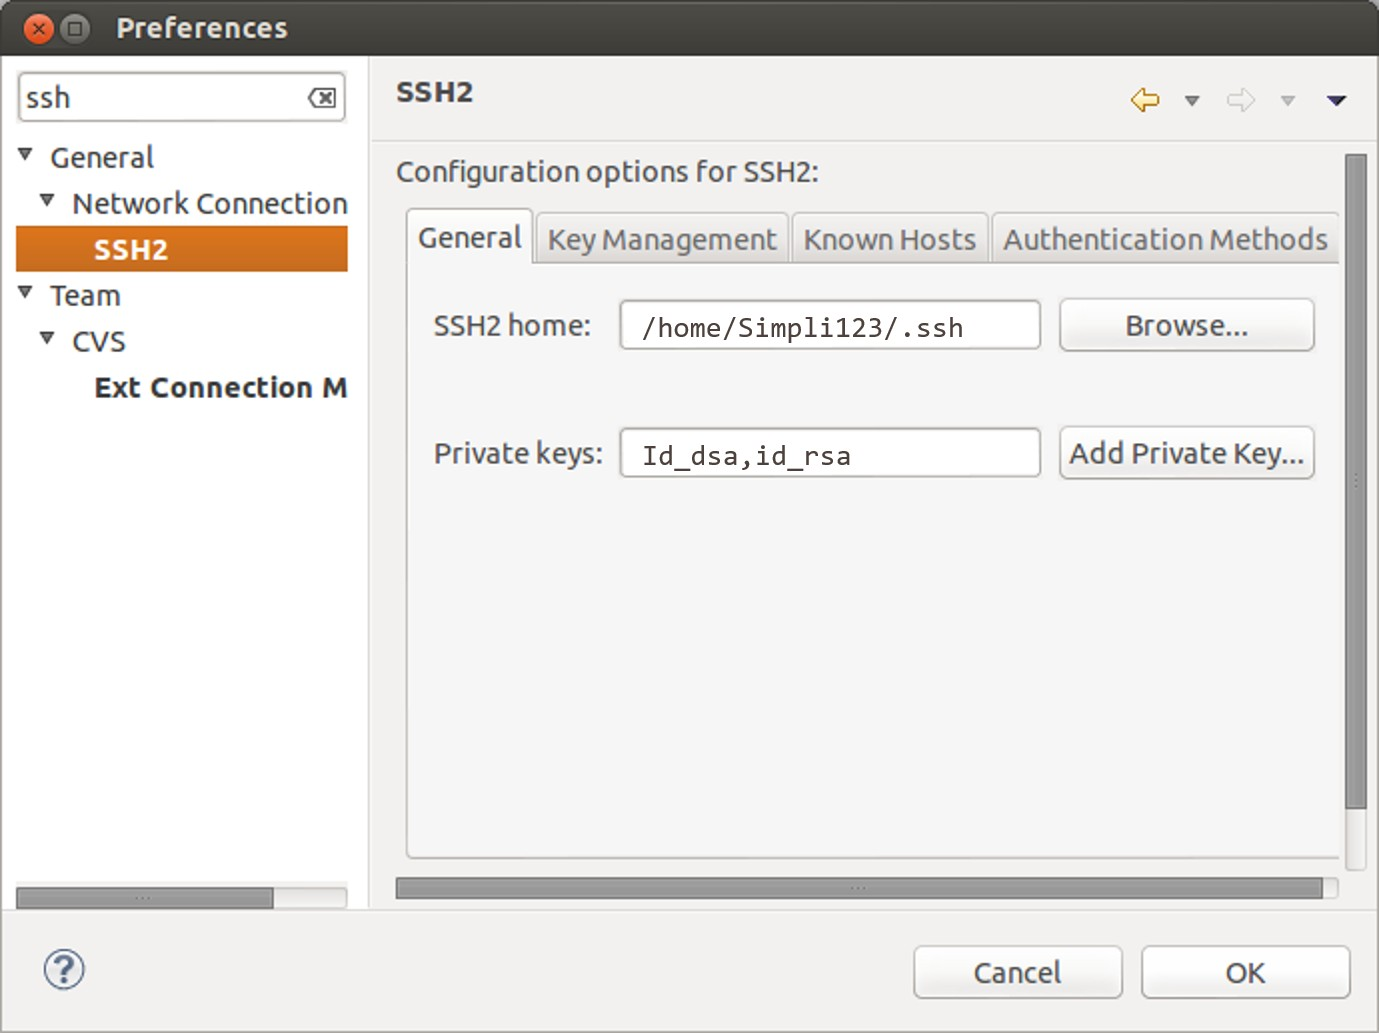 Preferences
ssh
General
Network Connection
SSH2
Team
CVS
Ext Connection M
SSH2
Configuration options for SSH2:
General Key Management Known Hosts Authentication Methods
SSH2 home: /home/Simpli123/.ssh Browse...
Private keys: Id_dsa,id_rsa Add Private Key...
? Cancel OK